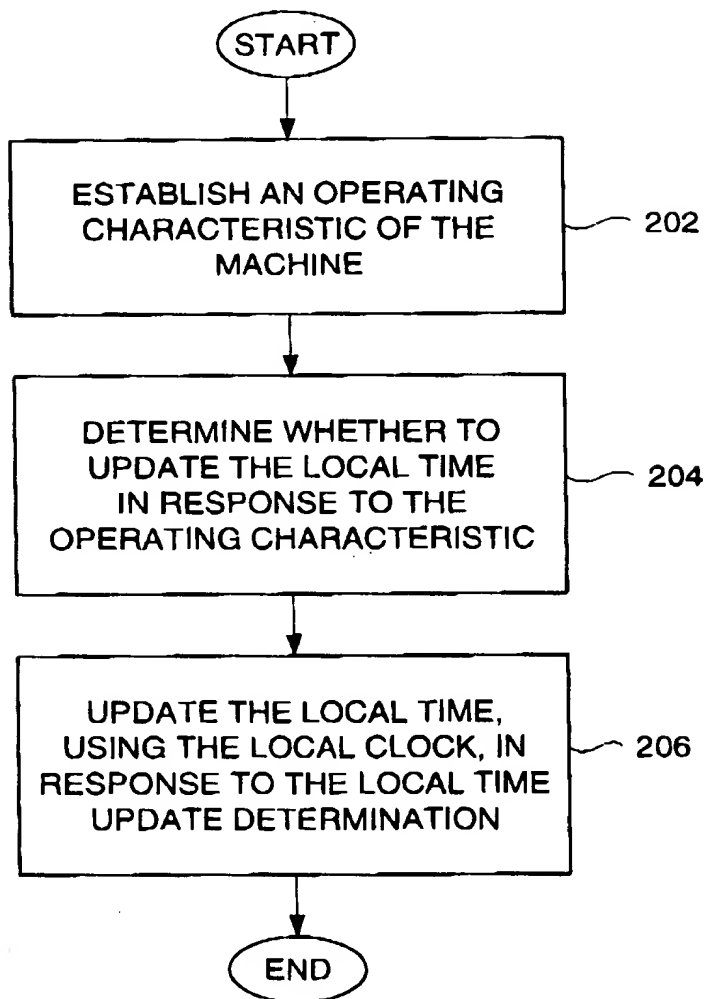 START
ESTABLISH AN OPERATING
CHARACTERISTIC OF THE
MACHINE
202
DETERMINE WHETHER TO
UPDATE THE LOCAL TIME
IN RESPONSE TO THE
OPERATING CHARACTERISTIC
204
UPDATE THE LOCAL TIME,
USING THE LOCAL CLOCK, IN
RESPONSE TO THE LOCAL TIME
UPDATE DETERMINATION
206
END